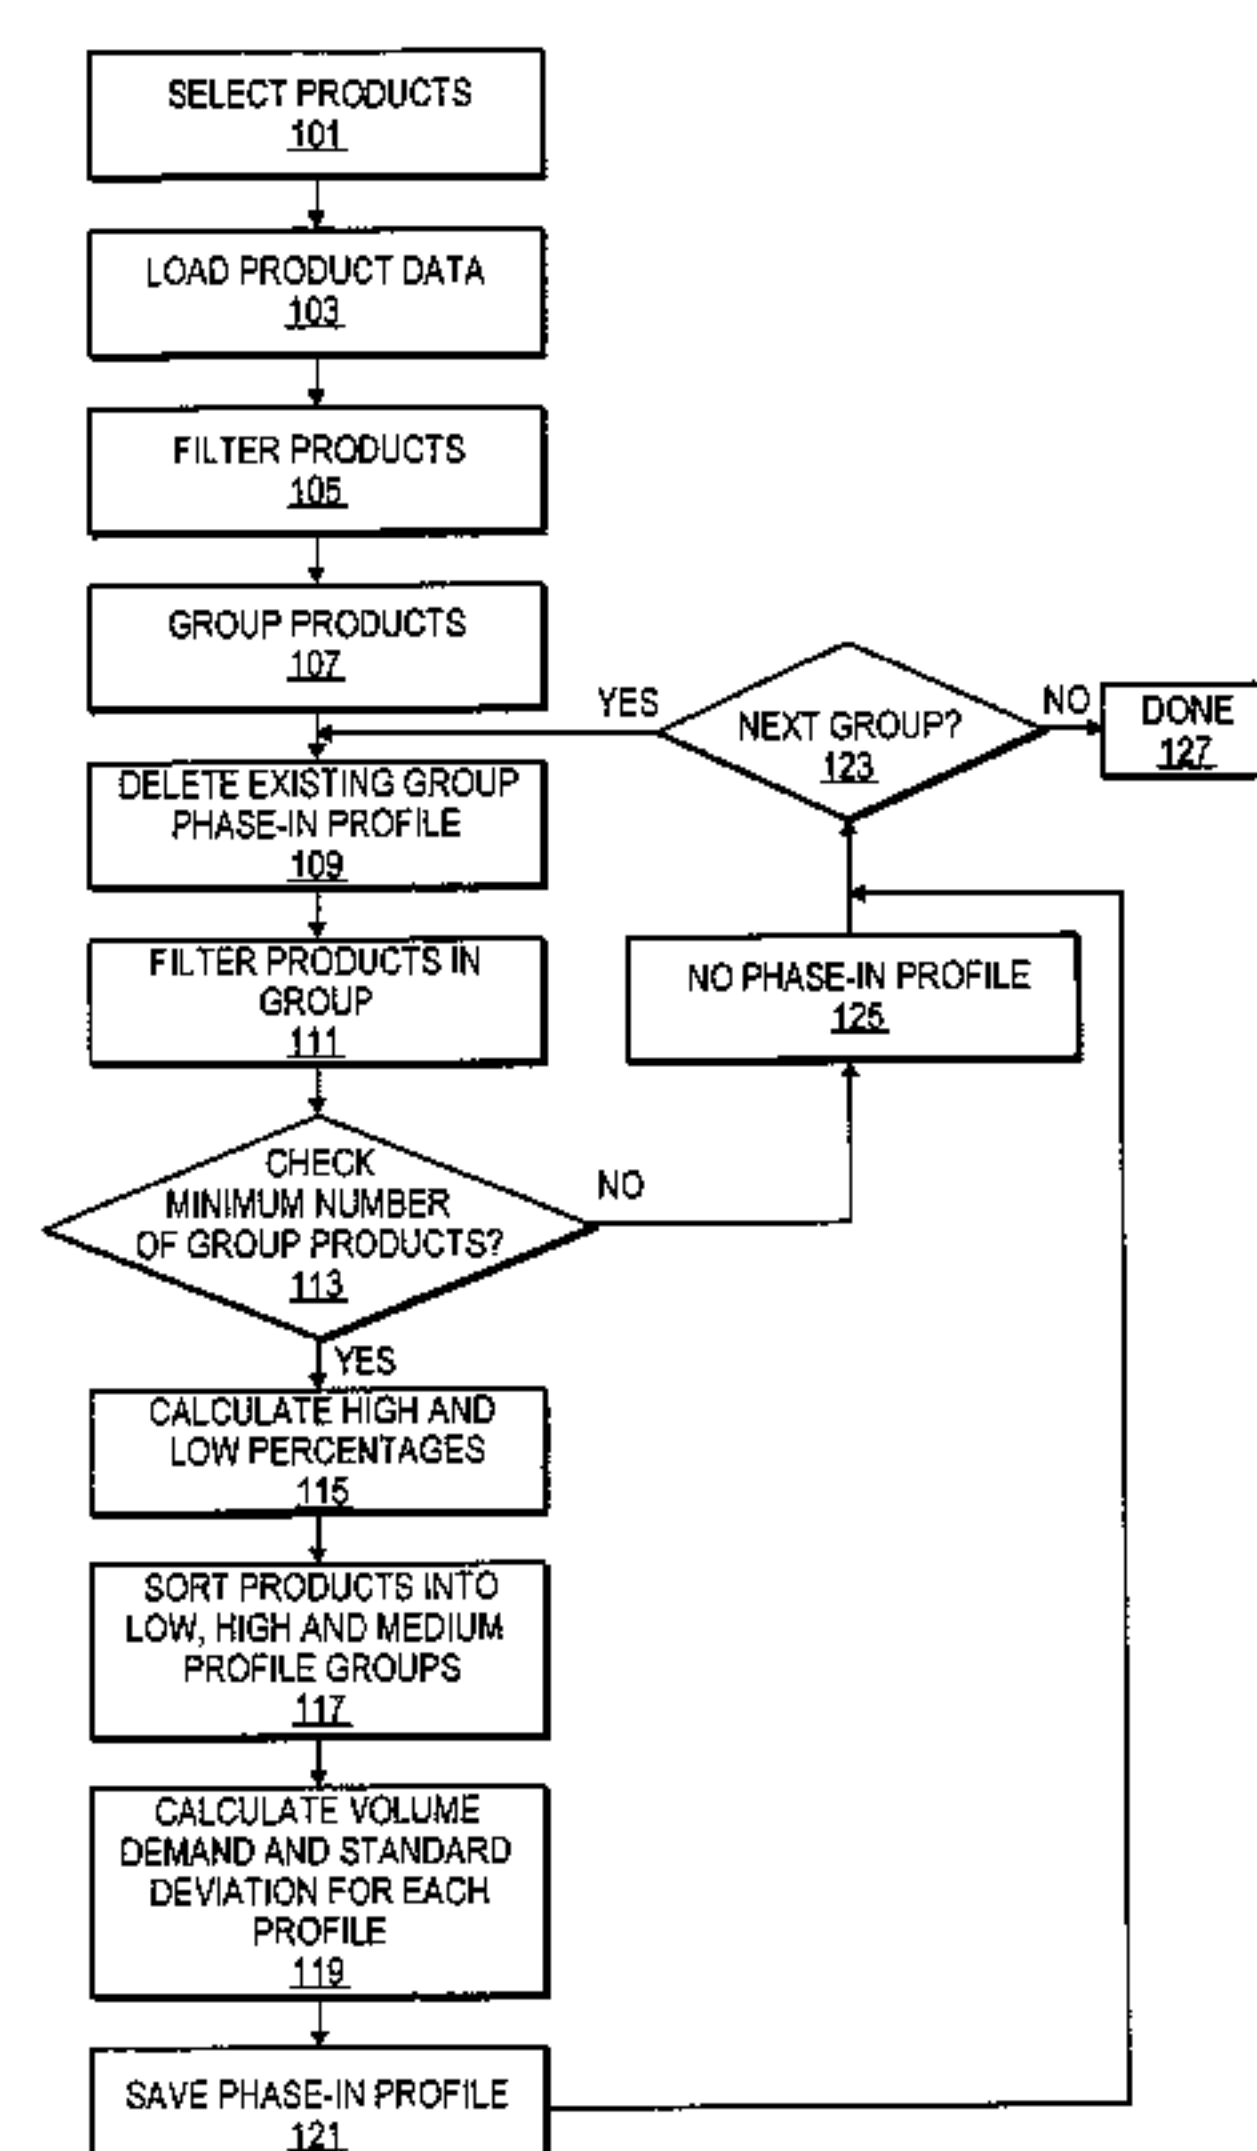 SELECT PRODUCTS
101
LOAD PRODUCT DATA
103
FILTER PRODUCTS
105
GROUP PRODUCTS
107
YES
NEXT GROUP?
123
NO
DONE
127
DELETE EXISTING GROUP
PHASE-IN PROFILE
109
FILTER PRODUCTS IN
GROUP
111
NO PHASE-IN PROFILE
125
CHECK
MINIMUM NUMBER
OF GROUP PRODUCTS?
113
NO
YES
CALCULATE HIGH AND
LOW PERCENTAGES
115
SORT PRODUCTS INTO
LOW, HIGH AND MEDIUM
PROFILE GROUPS
117
CALCULATE VOLUME
DEMAND AND STANDARD
DEVIATION FOR EACH
PROFILE
119
SAVE PHASE-IN PROFILE
121